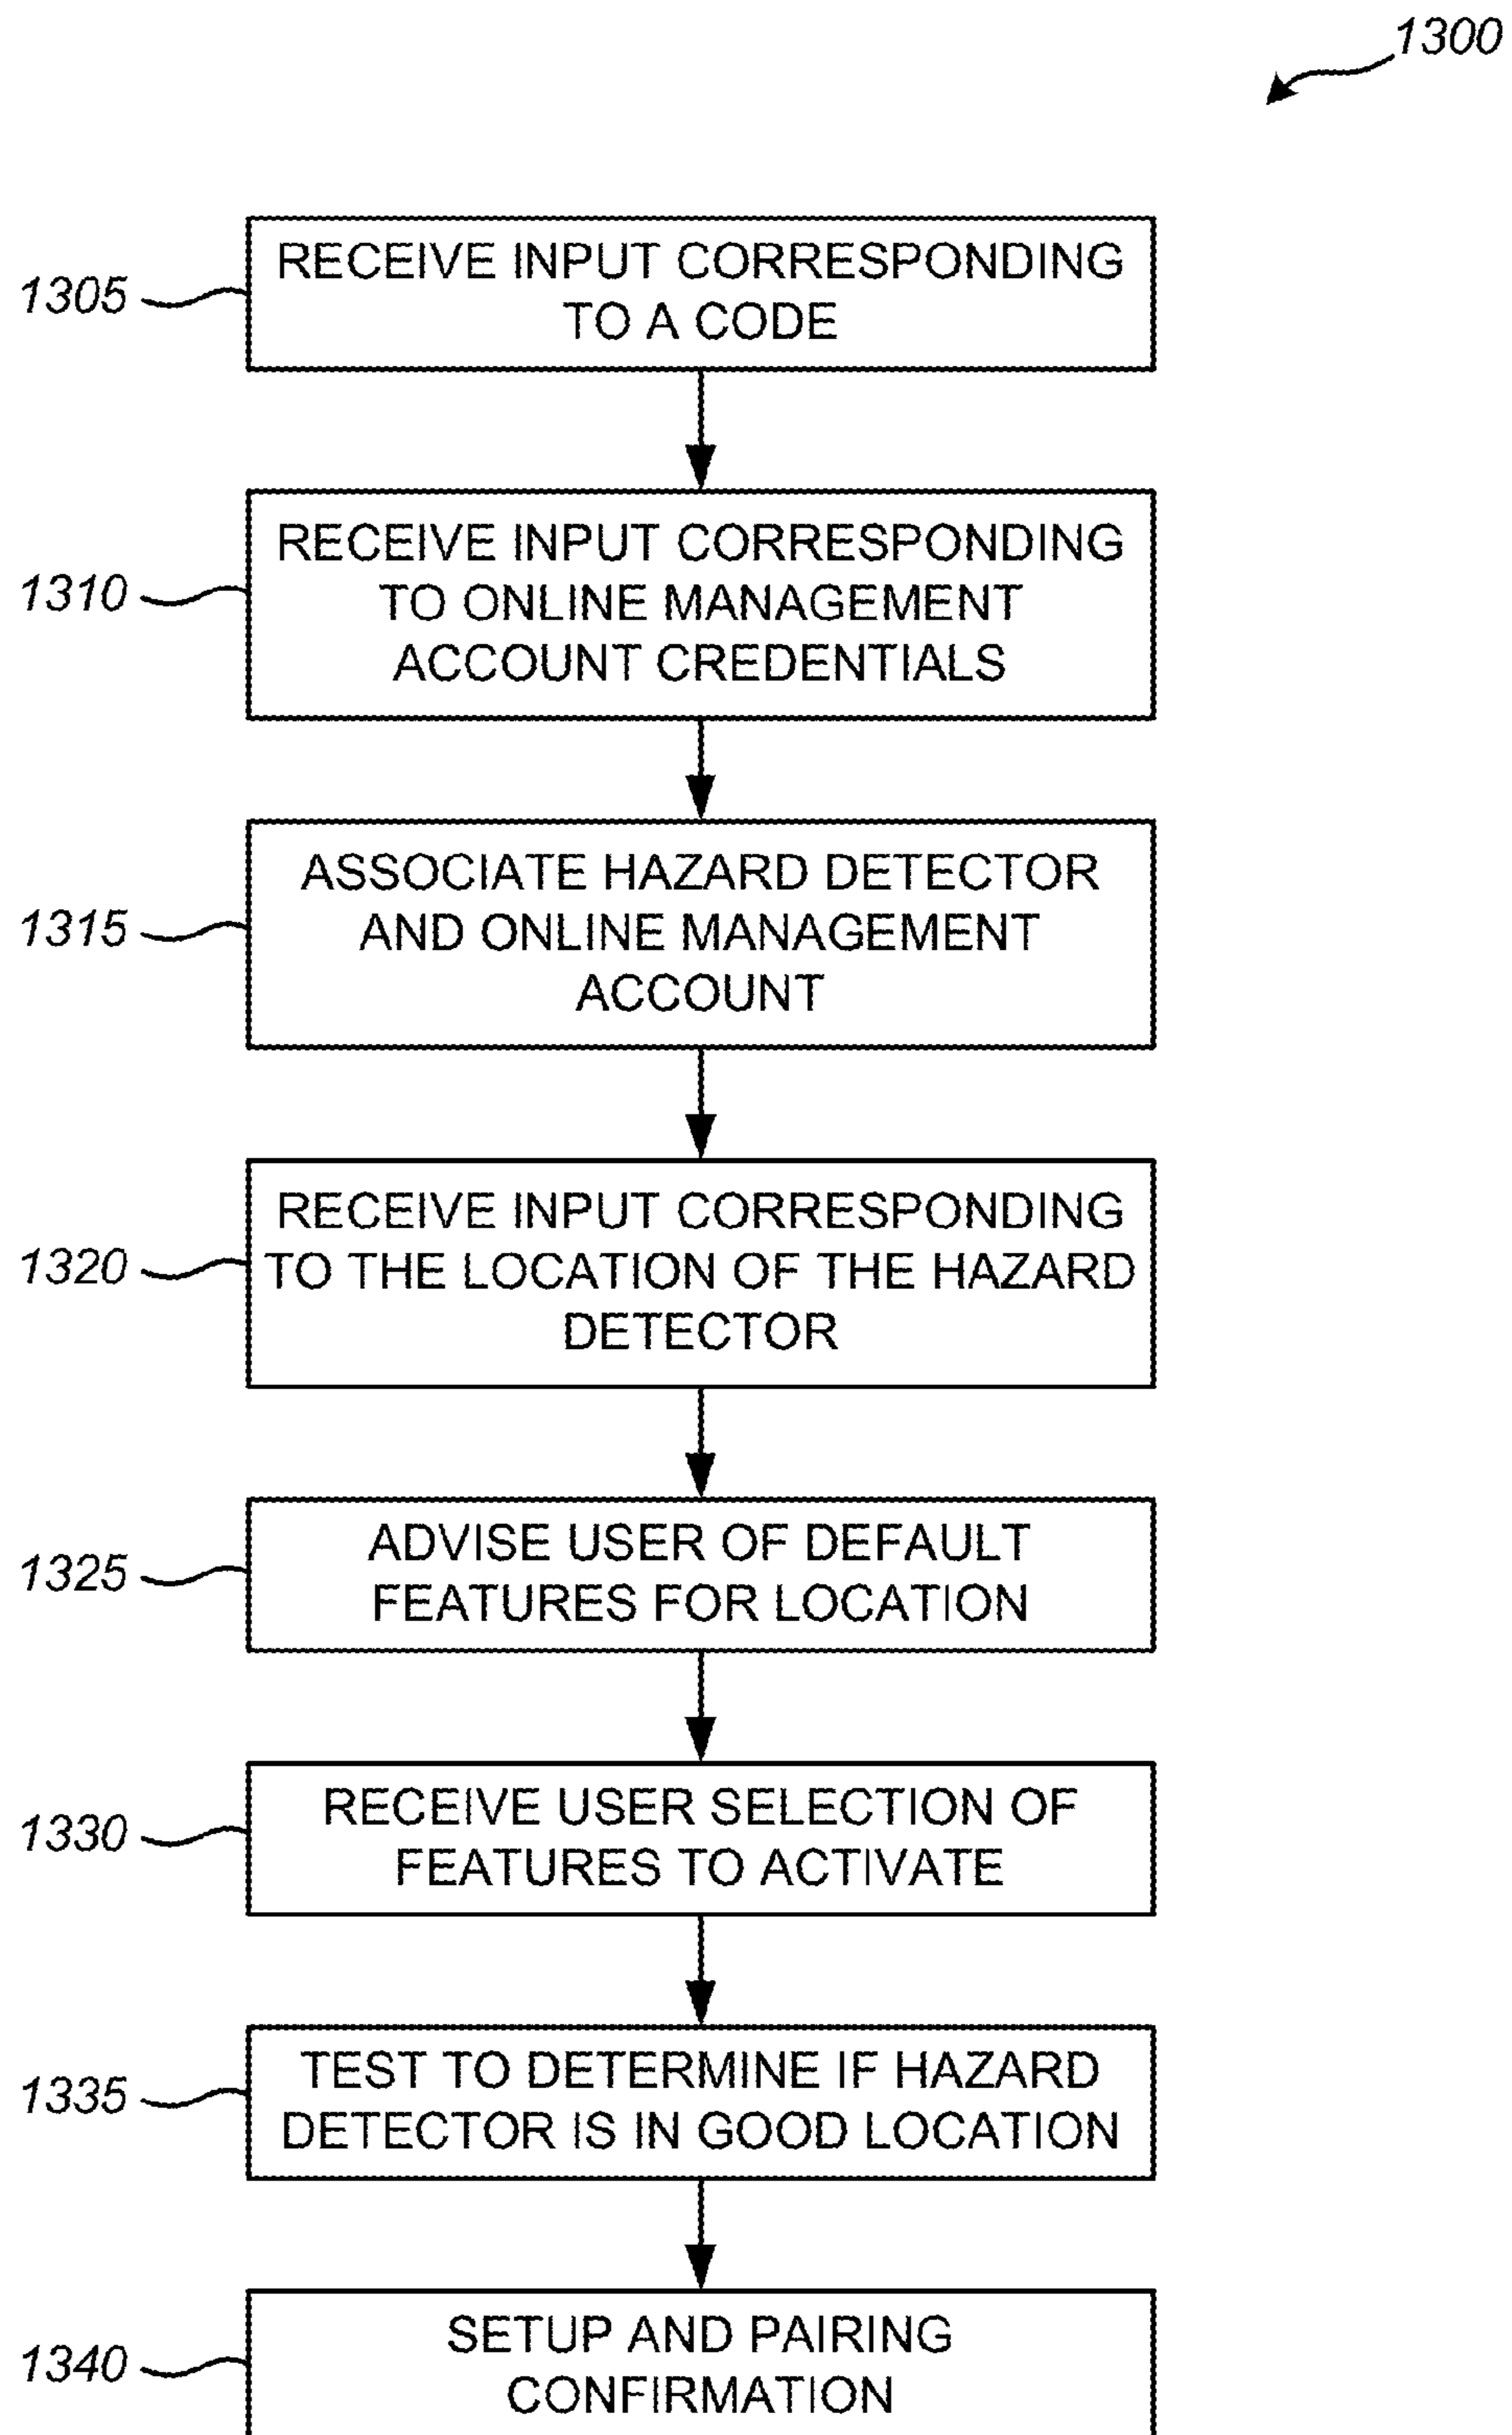 1300
1305
RECEIVE INPUT CORRESPONDING
TO A CODE
1310
RECEIVE INPUT CORRESPONDING
TO ONLINE MANAGEMENT
ACCOUNT CREDENTIALS
1315
ASSOCIATE HAZARD DETECTOR
AND ONLINE MANAGEMENT
ACCOUNT
1320
RECEIVE INPUT CORRESPONDING
TO THE LOCATION OF THE HAZARD
DETECTOR
1325
ADVISE USER OF DEFAULT
FEATURES FOR LOCATION
1330
RECEIVE USER SELECTION OF
FEATURES TO ACTIVATE
1335
TEST TO DETERMINE IF HAZARD
DETECTOR IS IN GOOD LOCATION
1340
SETUP AND PAIRING
CONFIRMATION